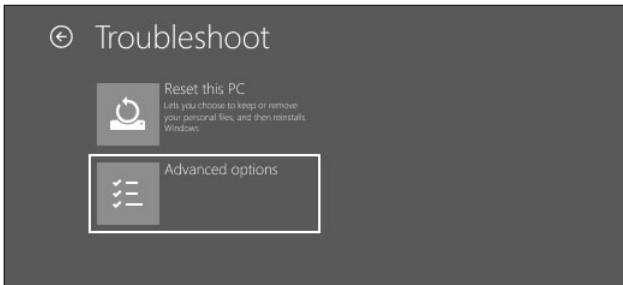 Troubleshoot
Reset this PC
Lets you choose to keep or remove
your personal files, and then reinstalls
Windows.
Advanced options